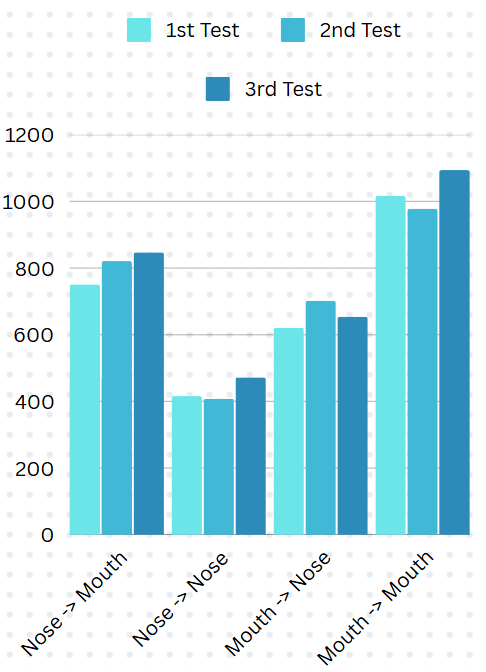 1st Test
2nd Test
3rd Test
1200
1000
800
600
400
200
0
Nose -> Mouth
Nose -> Nose
Mouth -> Nose
Mouth -> Mouth